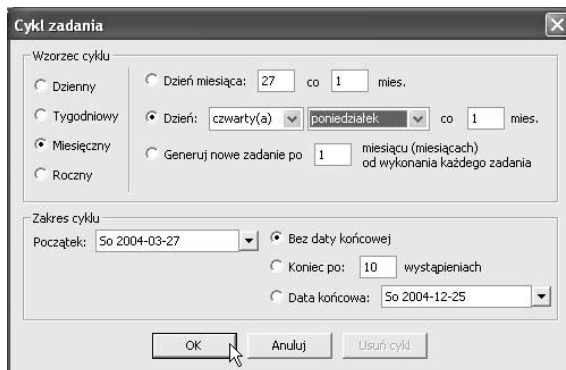 Cykl zadania
Wzorzec cyklu
Dzienny
Tygodniowy
Miesięczny
Roczny
Dzień miesiąca: 27 co 1 mies.
Dzień: czwarty(a) poniedziałek co 1 mies.
Generuj nowe zadanie po 1 miesiącu (miesiącach) od wykonania każdego zadania
Zakres cyklu
Początek: So 2004-03-27
Bez daty końcowej
Koniec po: 10 wystąpieniach
Data końcowa: So 2004-12-25
OK Anuluj Usuń cykl